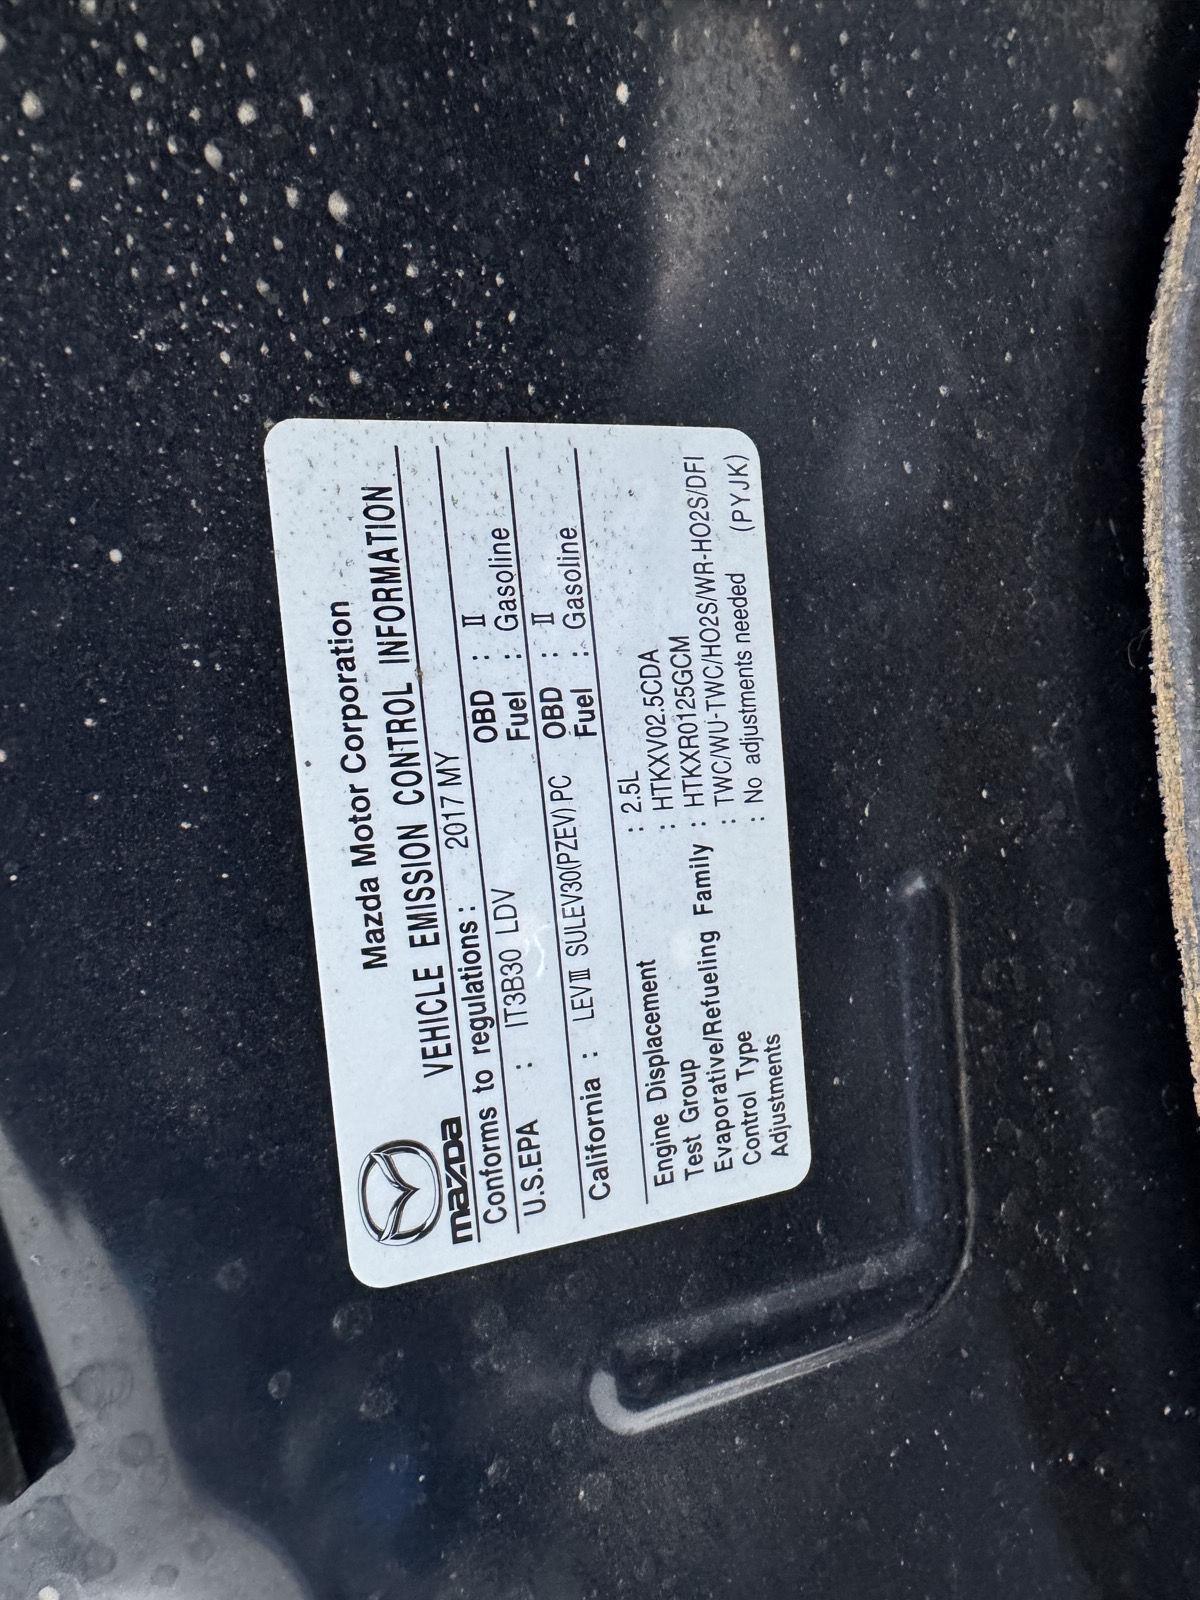 Mazda Motor Corporation
mazda VEHICLE EMISSION CONTROL INFORMATION
Conforms to regulations : 2017 MY
U.S.EPA : IT3B30 LDV OBD : II
Fuel : Gasoline
California : LEVIII SULEV30(PZEV) PC OBD : II
Fuel : Gasoline
Engine Displacement : 2.5L
Test Group : HTKXV02.5CDA
Evaporative/Refueling Family : HTKXR0125GCM
Control Type : TWC/WU-TWC/HO2S/WR-HO2S/DFI
Adjustments : No adjustments needed (PYJK)